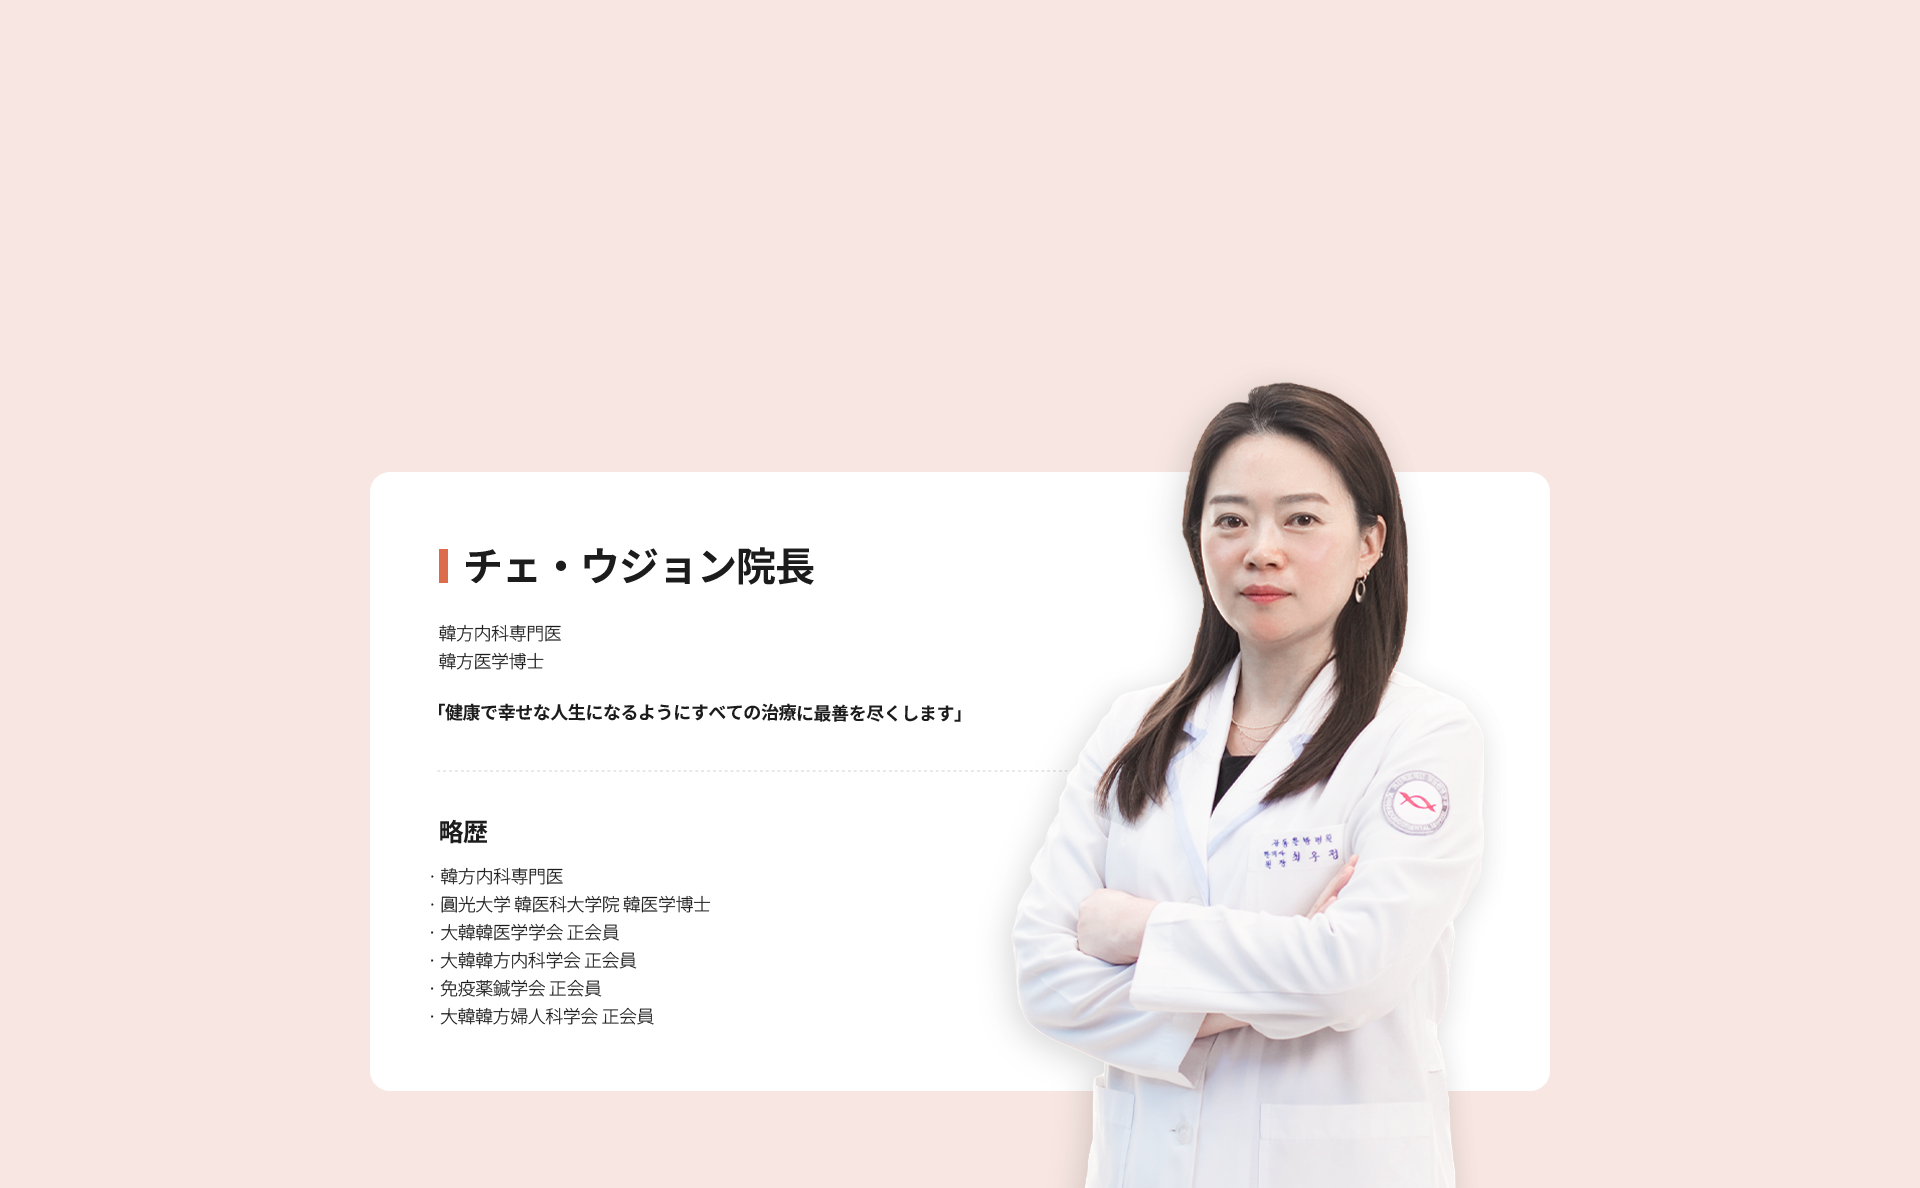 チェ・ウジョン院長
韓方内科専門医
韓方医学博士
「健康で幸せな人生になるようにすべての治療に最善を尽くします」
略歴
· 韓方内科専門医
· 圓光大学 韓医科大学院 韓医学博士
· 大韓韓医学学会 正会員
· 大韓韓方内科学会 正会員
· 免疫薬鍼学会 正会員
· 大韓韓方婦人科学会 正会員
최우정